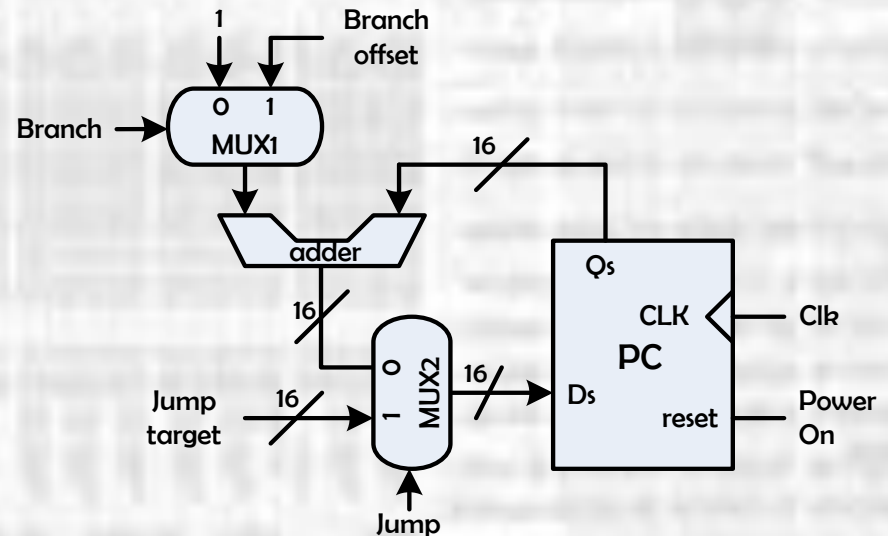 1
Branch
offset
0 1
Branch
MUX1
16
adder
Qs
16
CLK
Clk
PC
0
MUX2
16
1
Jump
target
16
Ds
reset
Power
On
Jump